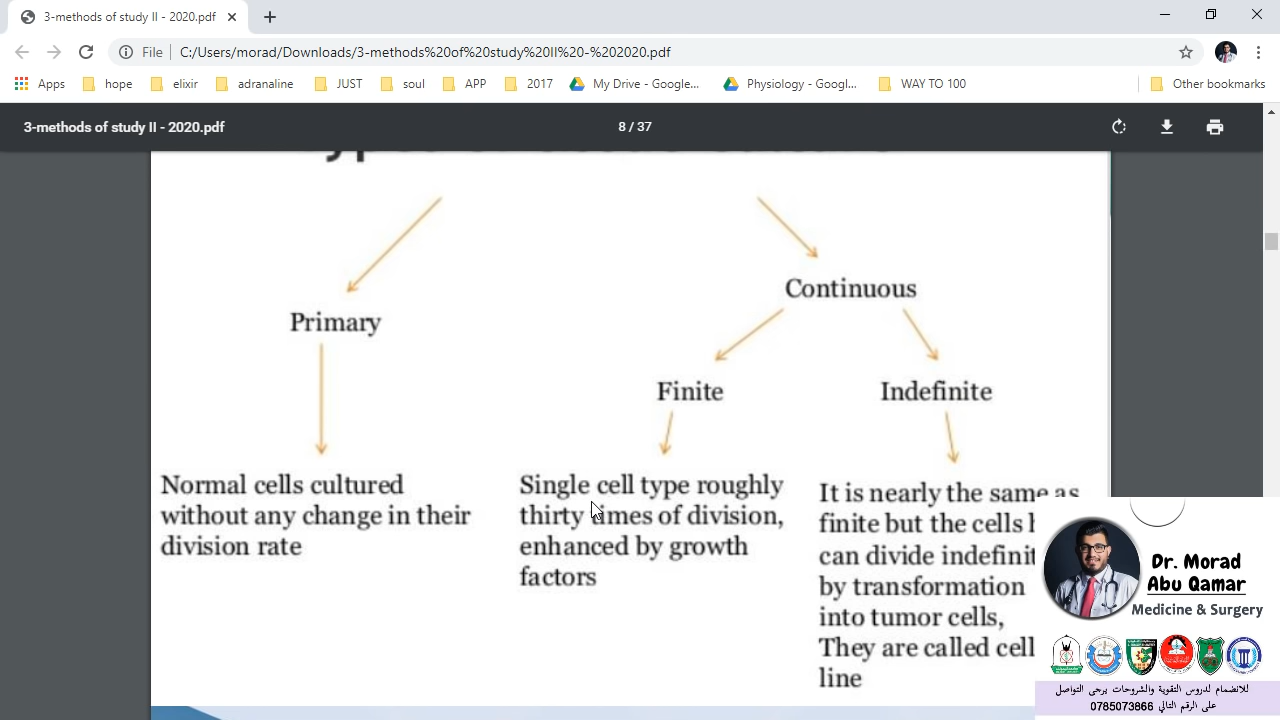 3-methods of study II - 2020.pdf
File
C:/Users/morad/Downloads/3-methods%20of%20study%20II%20-%202020.pdf
Apps
hope
elixir
adranaline
JUST
soul
APP
2017
My Drive - Google...
Physiology - Googl...
WAY TO 100
Other bookmarks
3-methods of study II - 2020.pdf
8 / 37
Primary
Continuous
Finite
Indefinite
Normal cells cultured
without any change in their
division rate
Single cell type roughly
thirty times of division,
enhanced by growth
factors
It is nearly the same as
finite but the cells
can divide
by transformation
into tumor cells,
They are called cell
line
Dr. Morad
Abu Qamar
Medicine & Surgery
للانضمام لدروس التقوية والشروحات يرجى التواصل
على الرقم التالي 0785073866